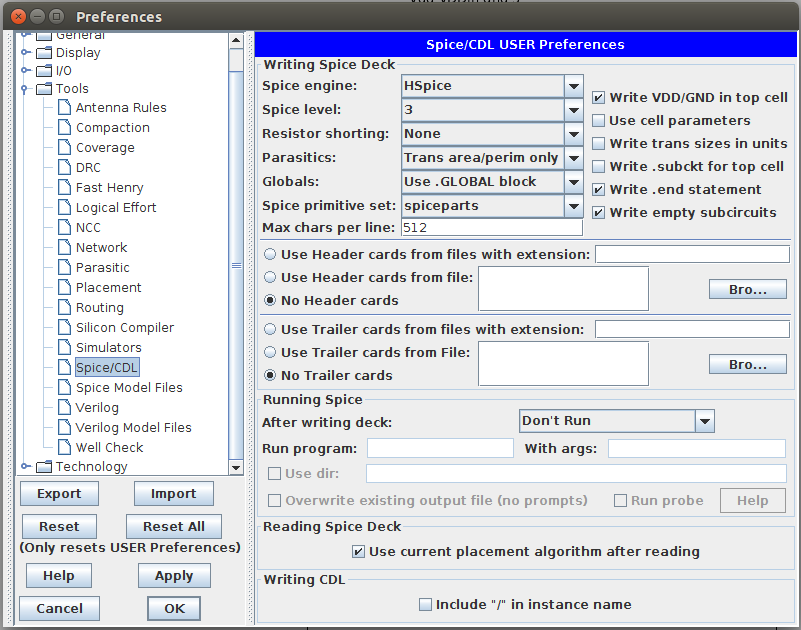 Preferences
General
Display
I/O
Tools
Antenna Rules
Compaction
Coverage
DRC
Fast Henry
Logical Effort
NCC
Network
Parasitic
Placement
Routing
Silicon Compiler
Simulators
Spice/CDL
Spice Model Files
Verilog
Verilog Model Files
Well Check
Technology
Export
Import
Reset
Reset All
(Only resets USER Preferences)
Help
Apply
Cancel
OK
Spice/CDL USER Preferences
Writing Spice Deck
Spice engine: HSpice
Spice level: 3
Resistor shorting: None
Parasitics: Trans area/perim only
Globals: Use .GLOBAL block
Spice primitive set: spiceparts
Max chars per line: 512
Write VDD/GND in top cell
Use cell parameters
Write trans sizes in units
Write .subckt for top cell
Write .end statement
Write empty subcircuits
Use Header cards from files with extension:
Use Header cards from file:
Bro...
No Header cards
Use Trailer cards from files with extension:
Use Trailer cards from File:
Bro...
No Trailer cards
Running Spice
After writing deck: Don't Run
Run program: With args:
Use dir:
Overwrite existing output file (no prompts) Run probe Help
Reading Spice Deck
Use current placement algorithm after reading
Writing CDL
Include "/" in instance name